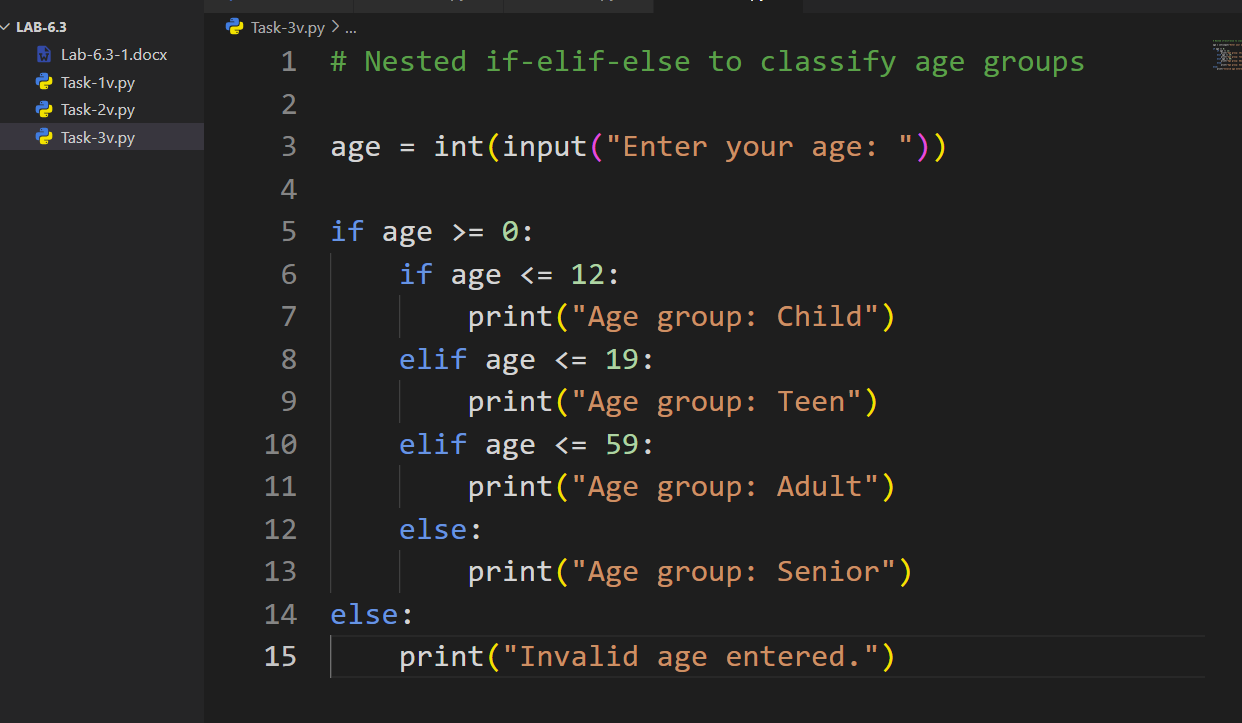 LAB-6.3
Lab-6.3-1.docx
Task-1v.py
Task-2v.py
Task-3v.py
Task-3v.py > ...
1 # Nested if-elif-else to classify age groups
2
3 age = int(input("Enter your age: "))
4
5 if age >= 0:
6     if age <= 12:
7         print("Age group: Child")
8     elif age <= 19:
9         print("Age group: Teen")
10     elif age <= 59:
11         print("Age group: Adult")
12     else:
13         print("Age group: Senior")
14 else:
15     print("Invalid age entered.")